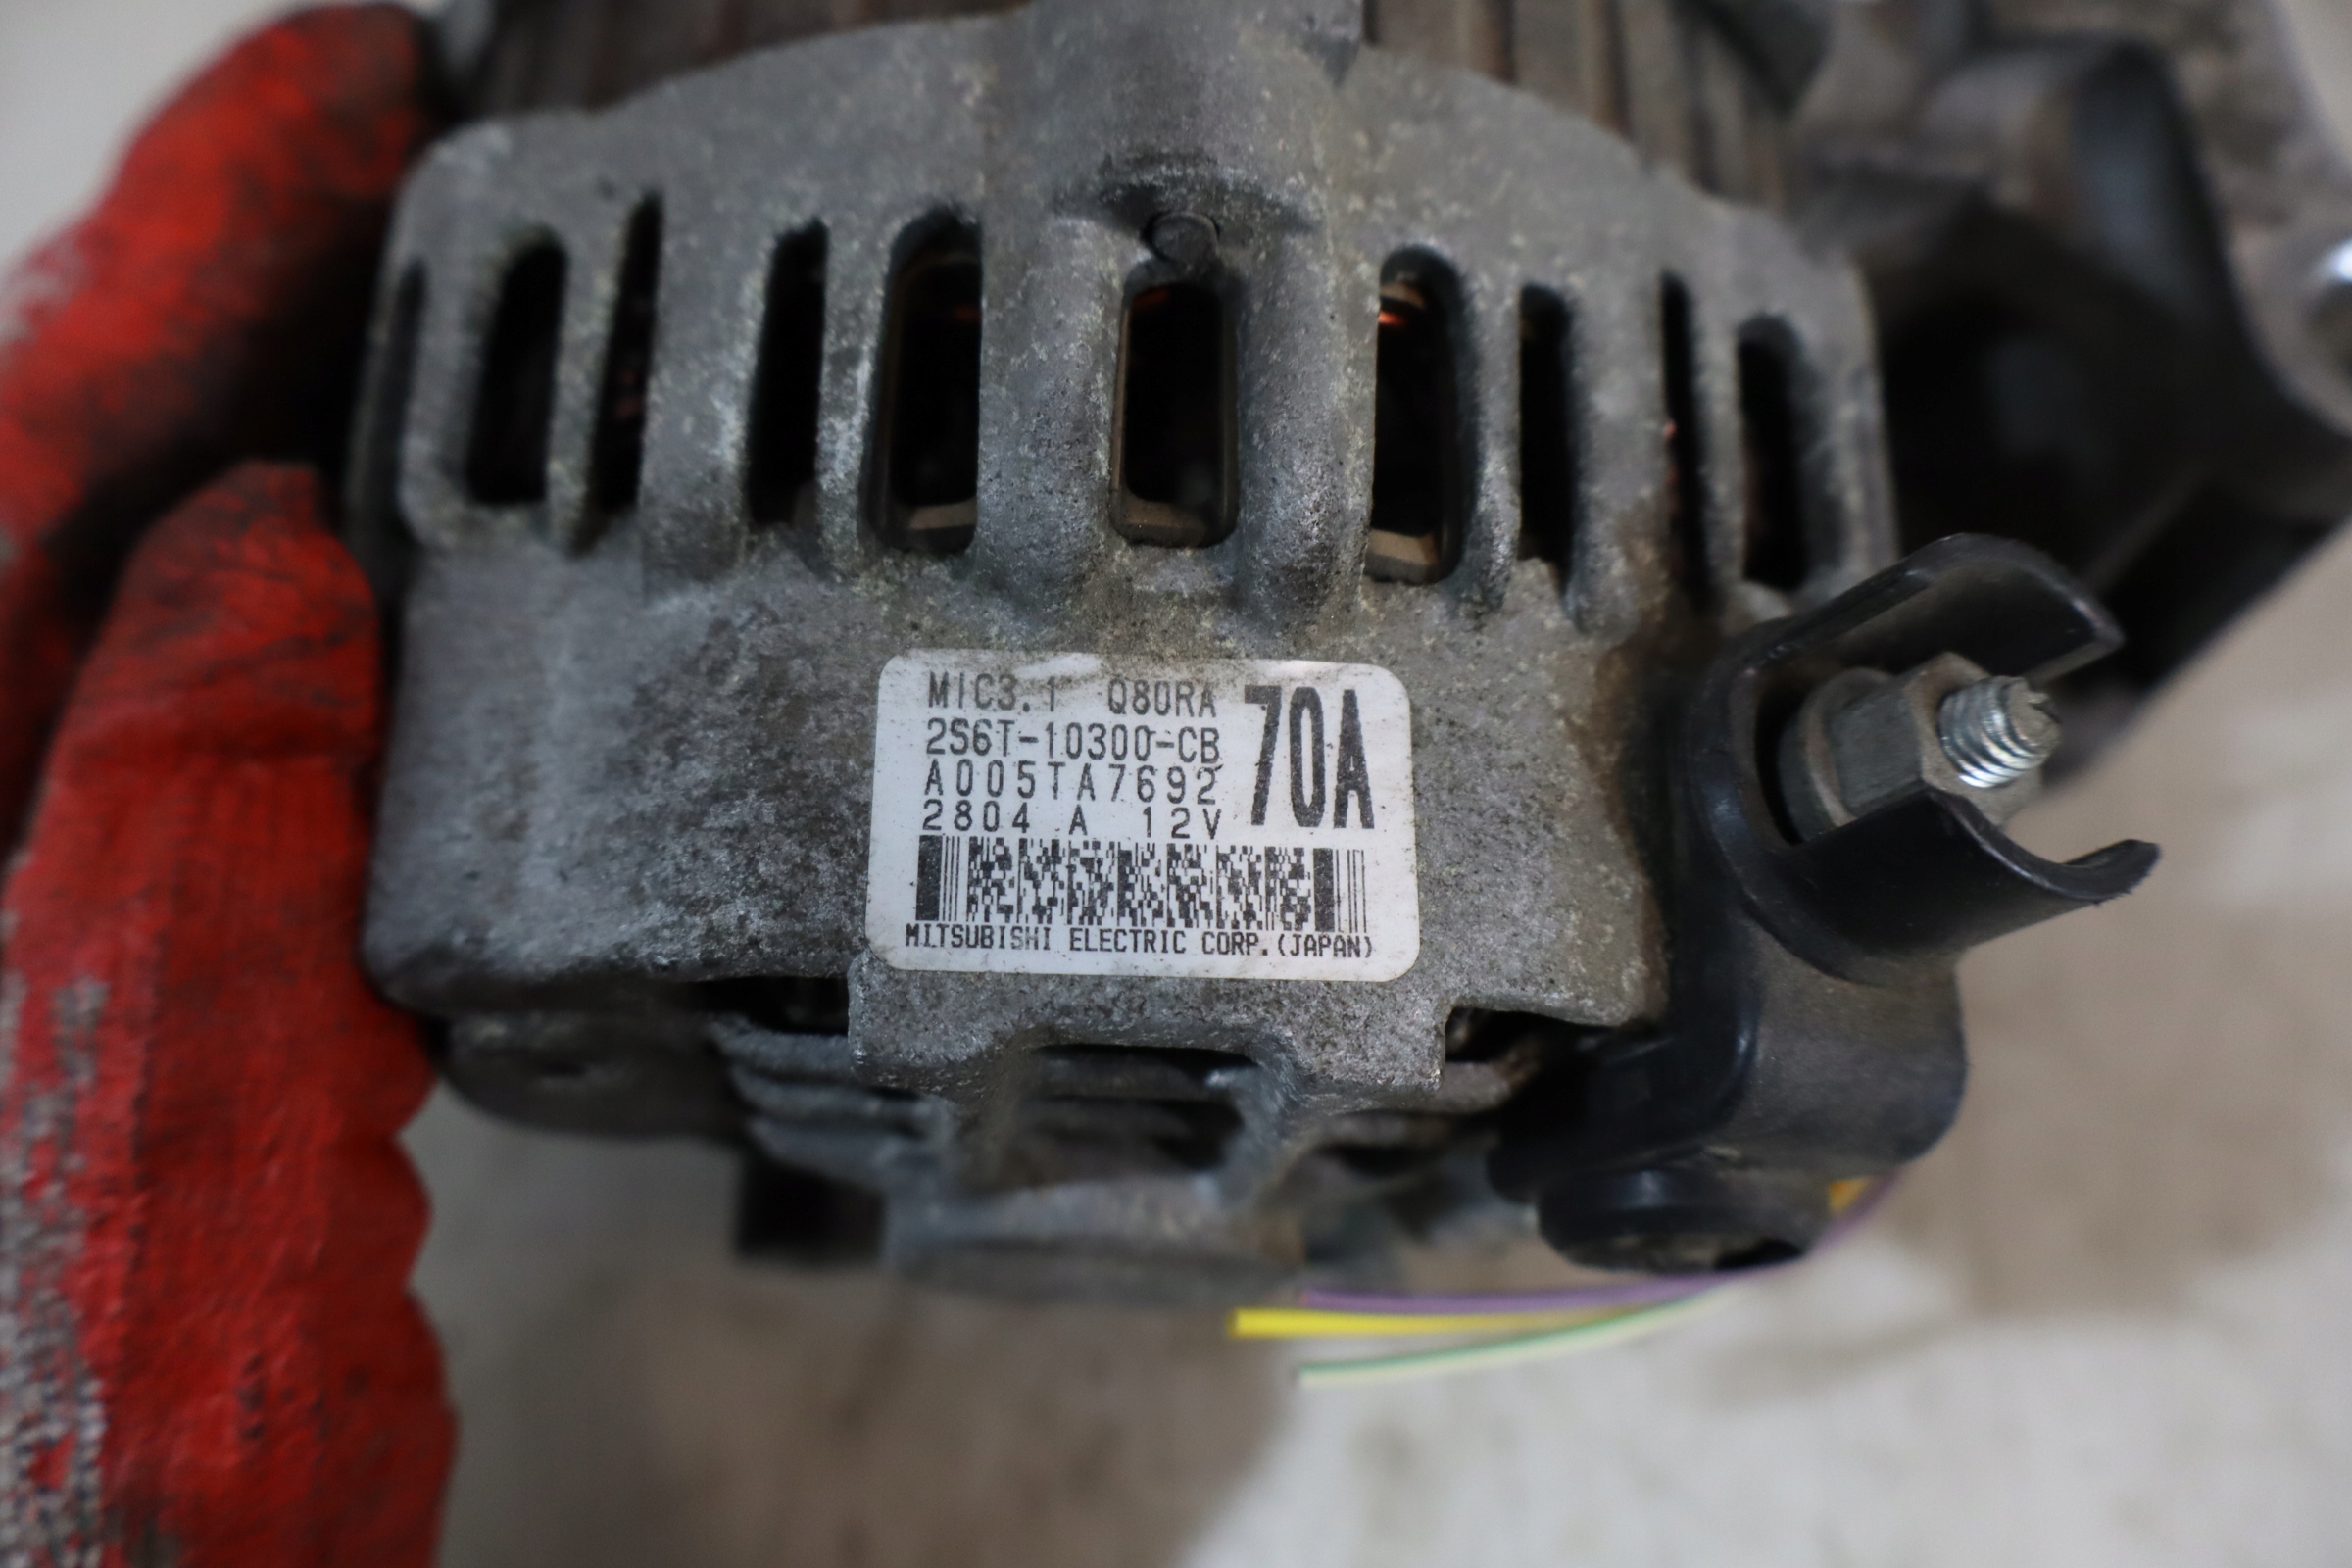 MIC3.1 Q80RA
2S6T-10300-CB 70A
A005TA7692
2804 A 12V
MITSUBISHI ELECTRIC CORP.(JAPAN)